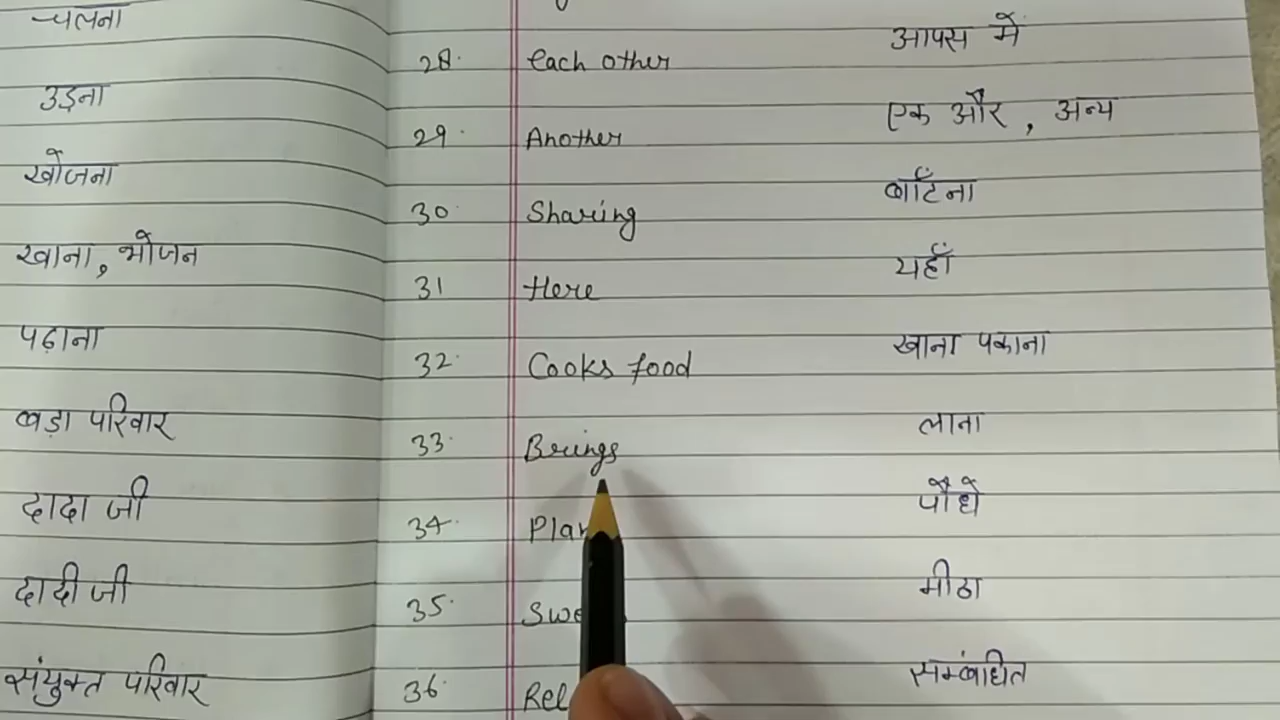 चलना
उड़ना
खोजना
खाना, भोजन
पढ़ाना
बड़ा परिवार
दादा जी
दादी जी
संयुक्त परिवार
28. Each other आपस में
29. Another एक और, अन्य
30. Sharing बाँटना
31 Here यहाँ
32. Cooks food खाना पकाना
33. Brings लाना
34. पौधे
35. मीठा
36. सम्बंधित